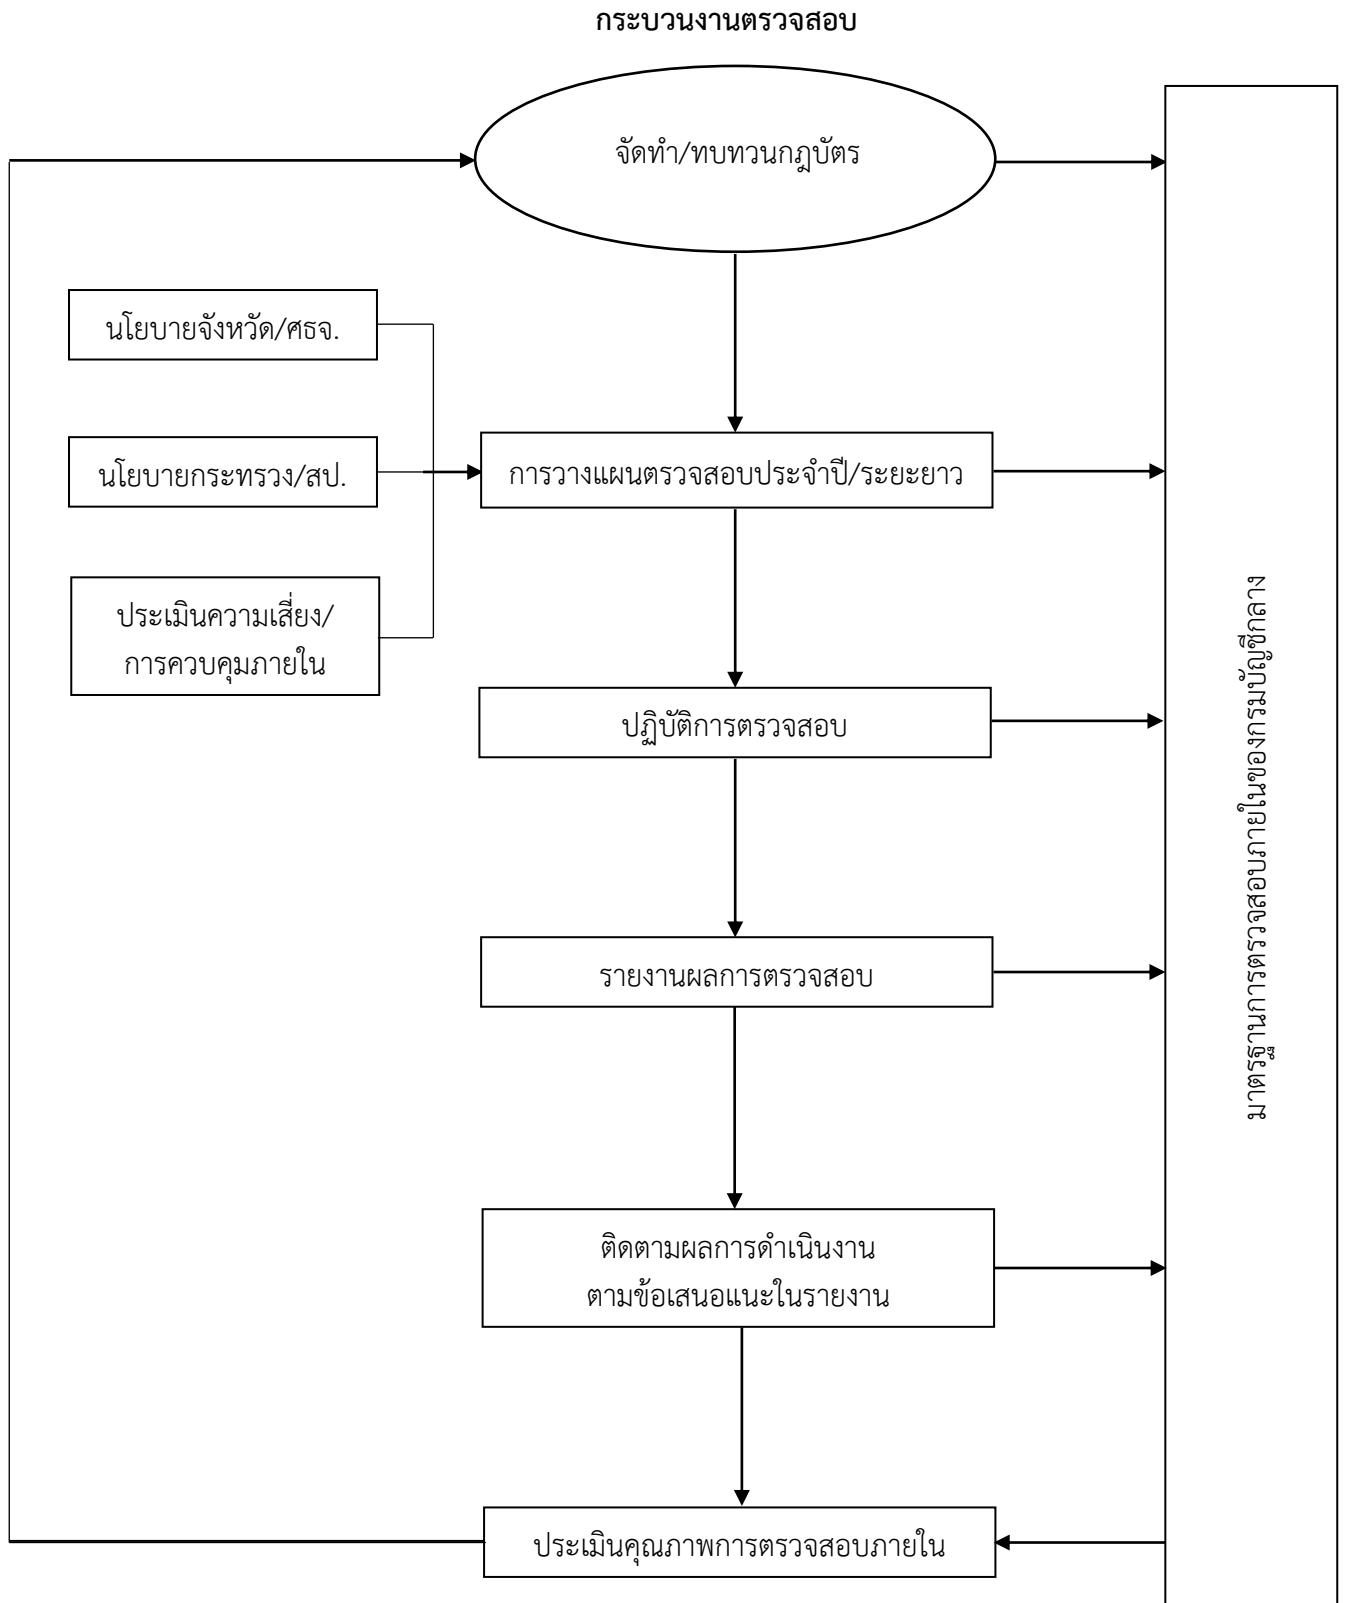 กระบวนงานตรวจสอบ
จัดทำ/ทบทวนกฎบัตร
นโยบายจังหวัด/ศธจ.
นโยบายกระทรวง/สป.
การวางแผนตรวจสอบประจำปี/ระยะยาว
ประเมินความเสี่ยง/
การควบคุมภายใน
ปฏิบัติการตรวจสอบ
รายงานผลการตรวจสอบ
ติดตามผลการดำเนินงาน
ตามข้อเสนอแนะในรายงาน
ประเมินคุณภาพการตรวจสอบภายใน
มาตรฐานการตรวจสอบภายในของกรมบัญชีกลาง